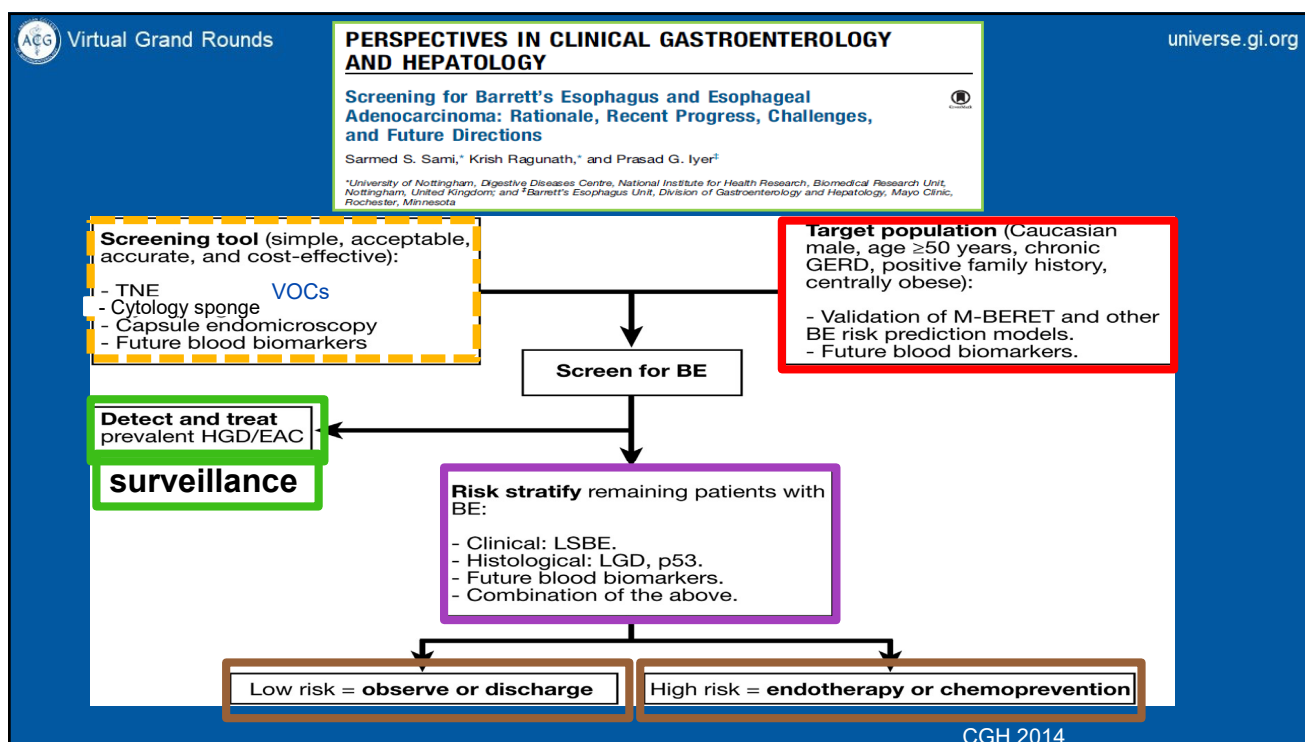 ACG
Virtual Grand Rounds
universe.gi.org
PERSPECTIVES IN CLINICAL GASTROENTEROLOGY
AND HEPATOLOGY
Screening for Barrett's Esophagus and Esophageal
Adenocarcinoma: Rationale, Recent Progress, Challenges,
and Future Directions
Sarmed S. Sami,* Krish Ragunath,* and Prasad G. Iyer‡
*University of Nottingham, Digestive Diseases Centre, National Institute for Health Research, Biomedical Research Unit,
Nottingham, United Kingdom; and ‡Barrett's Esophagus Unit, Division of Gastroenterology and Hepatology, Mayo Clinic,
Rochester, Minnesota
Screening tool (simple, acceptable,
accurate, and cost-effective):
- TNE
VOCs
- Cytology sponge
- Capsule endomicroscopy
- Future blood biomarkers
Target population (Caucasian
male, age ≥50 years, chronic
GERD, positive family history,
centrally obese):
- Validation of M-BERET and other
BE risk prediction models.
- Future blood biomarkers.
Screen for BE
Detect and treat
prevalent HGD/EAC
surveillance
Risk stratify remaining patients with
BE:
- Clinical: LSBE.
- Histological: LGD, p53.
- Future blood biomarkers.
- Combination of the above.
Low risk = observe or discharge
High risk = endotherapy or chemoprevention
CGH 2014